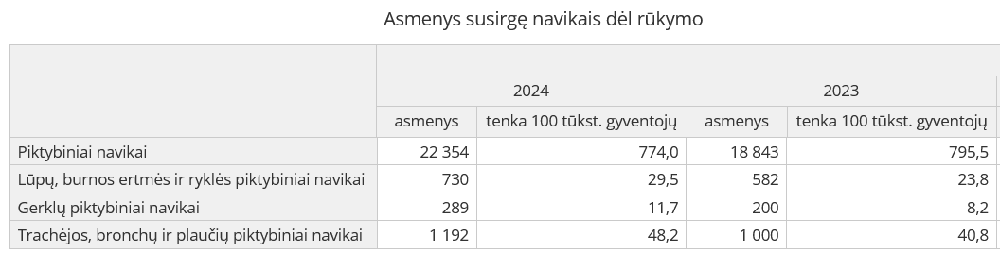 Asmenys susirgę navikais dėl rūkymo
2024 2023
asmenys tenka 100 tūkst. gyventojų asmenys tenka 100 tūkst. gyventojų
Piktybiniai navikai 22 354 774,0 18 843 795,5
Lūpų, burnos ertmės ir ryklės piktybiniai navikai 730 29,5 582 23,8
Gerklų piktybiniai navikai 289 11,7 200 8,2
Trachėjos, bronchų ir plaučių piktybiniai navikai 1 192 48,2 1 000 40,8